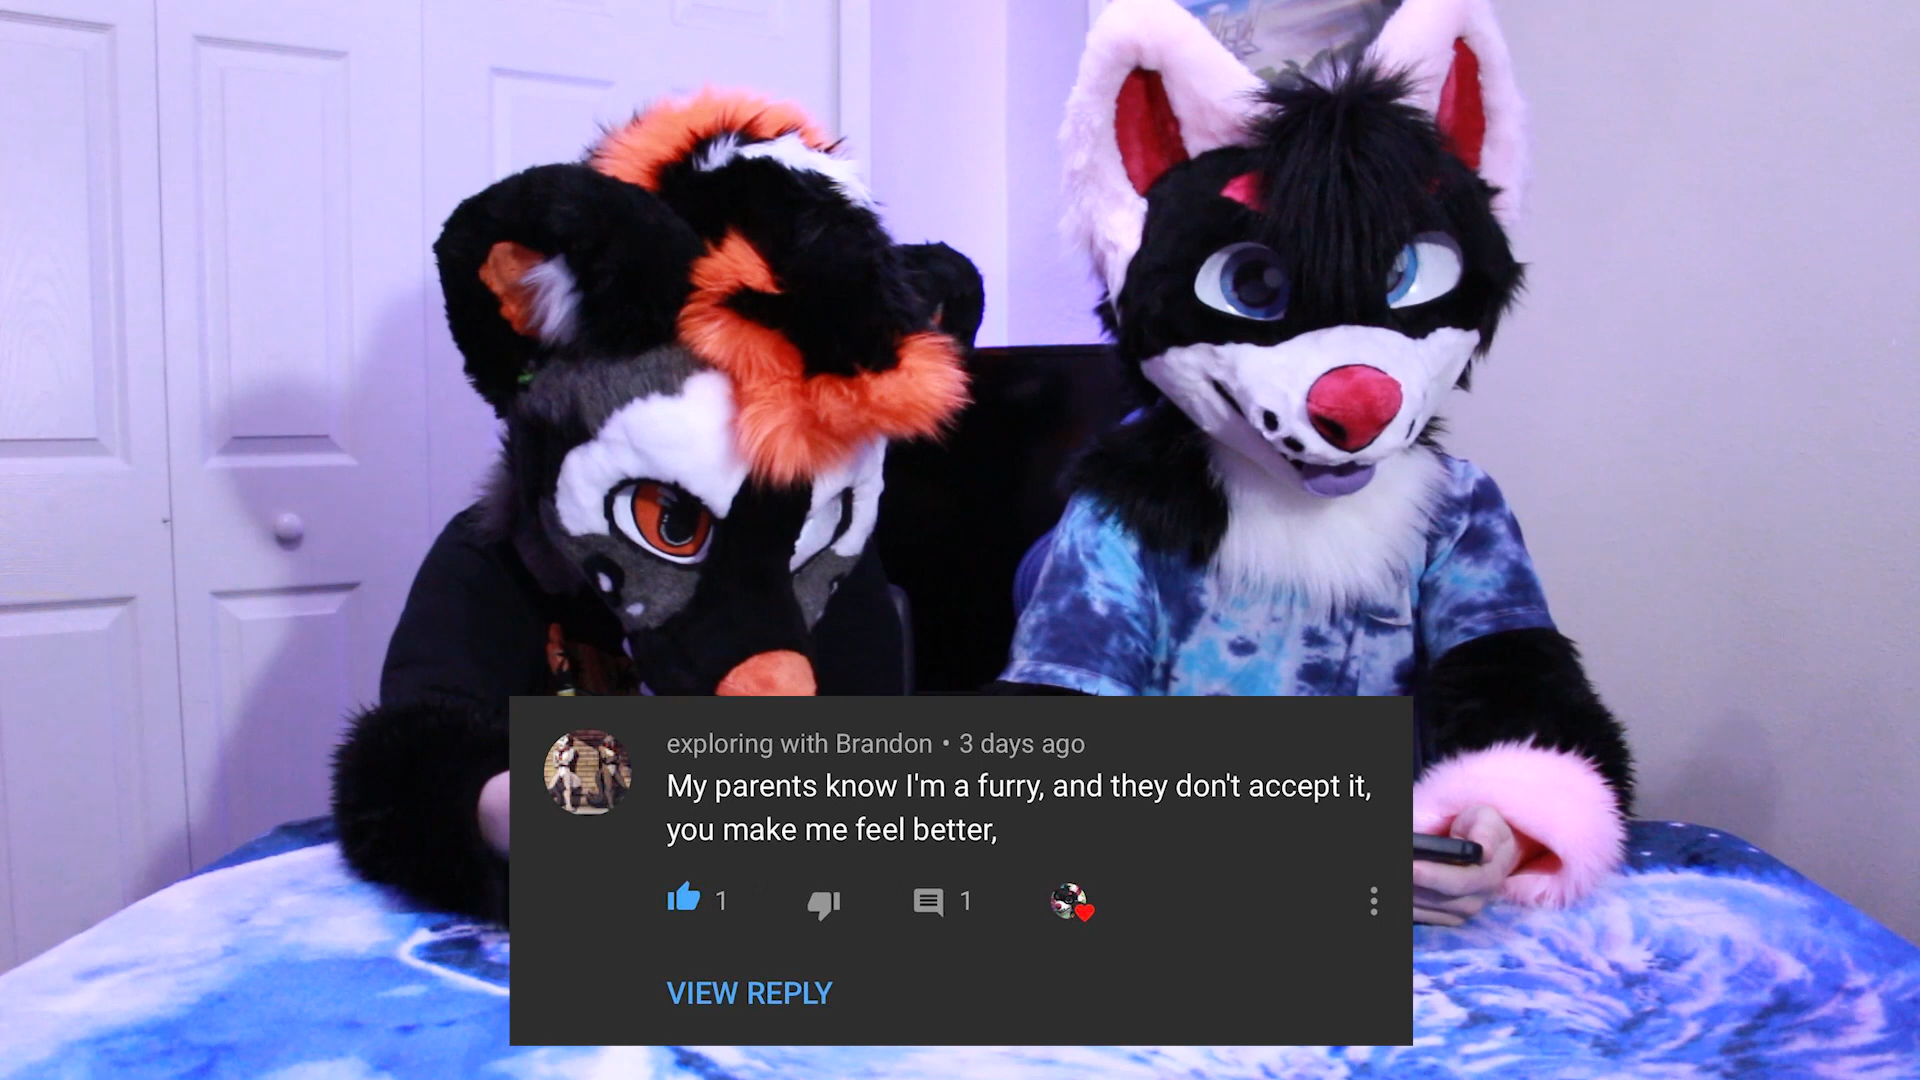 exploring with Brandon • 3 days ago
My parents know I'm a furry, and they don't accept it,
you make me feel better,
1
1
VIEW REPLY